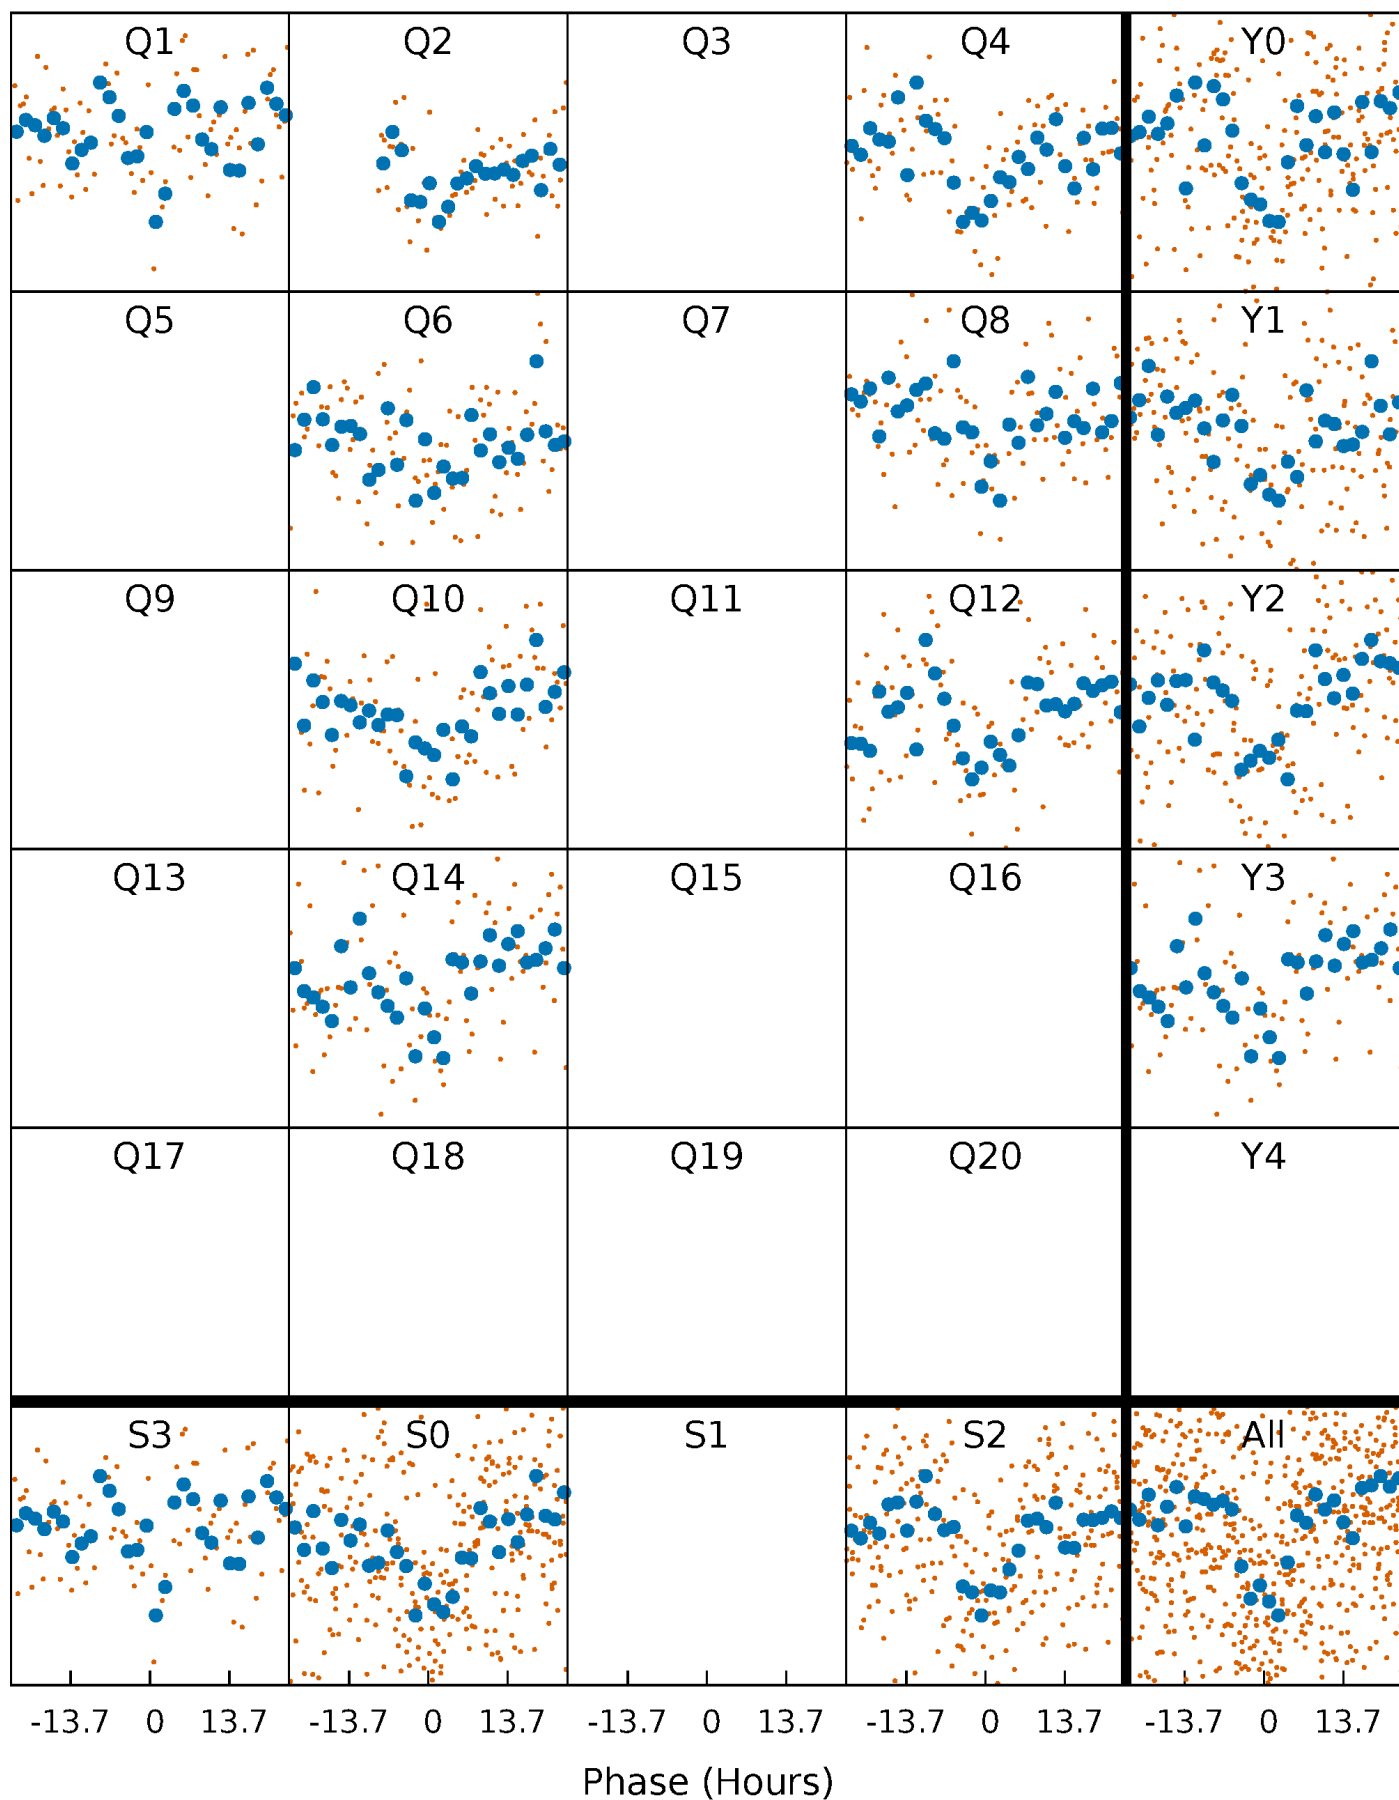 Q1 Q2 Q3 Q4 Y0
Q5 Q6 Q7 Q8 Y1
Q9 Q10 Q11 Q12 Y2
Q13 Q14 Q15 Q16 Y3
Q17 Q18 Q19 Q20 Y4
S3 S0 S1 S2 All
-13.7 0 13.7 -13.7 0 13.7 -13.7 0 13.7 -13.7 0 13.7 -13.7 0 13.7
Phase (Hours)